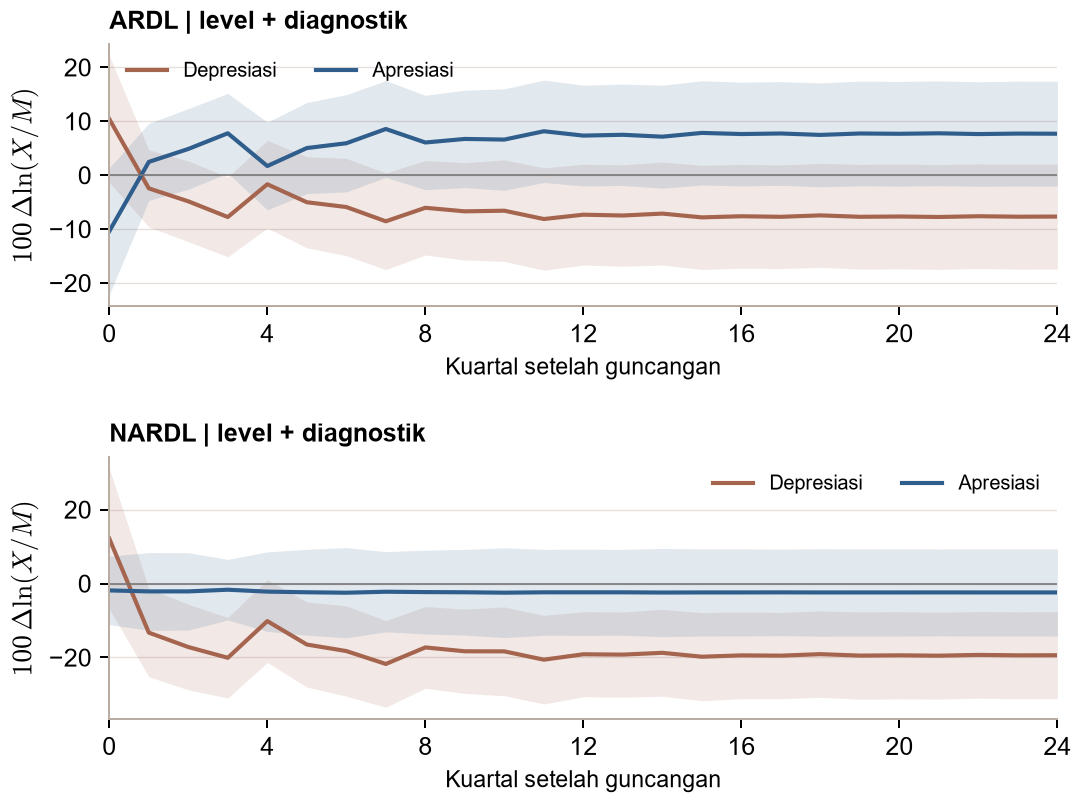 ARDL | level + diagnostik
Depresiasi Apresiasi
20
10
0
−10
−20
100 Δln(X/M)
0 4 8 12 16 20 24
Kuartal setelah guncangan
NARDL | level + diagnostik
Depresiasi Apresiasi
20
0
−20
100 Δln(X/M)
0 4 8 12 16 20 24
Kuartal setelah guncangan